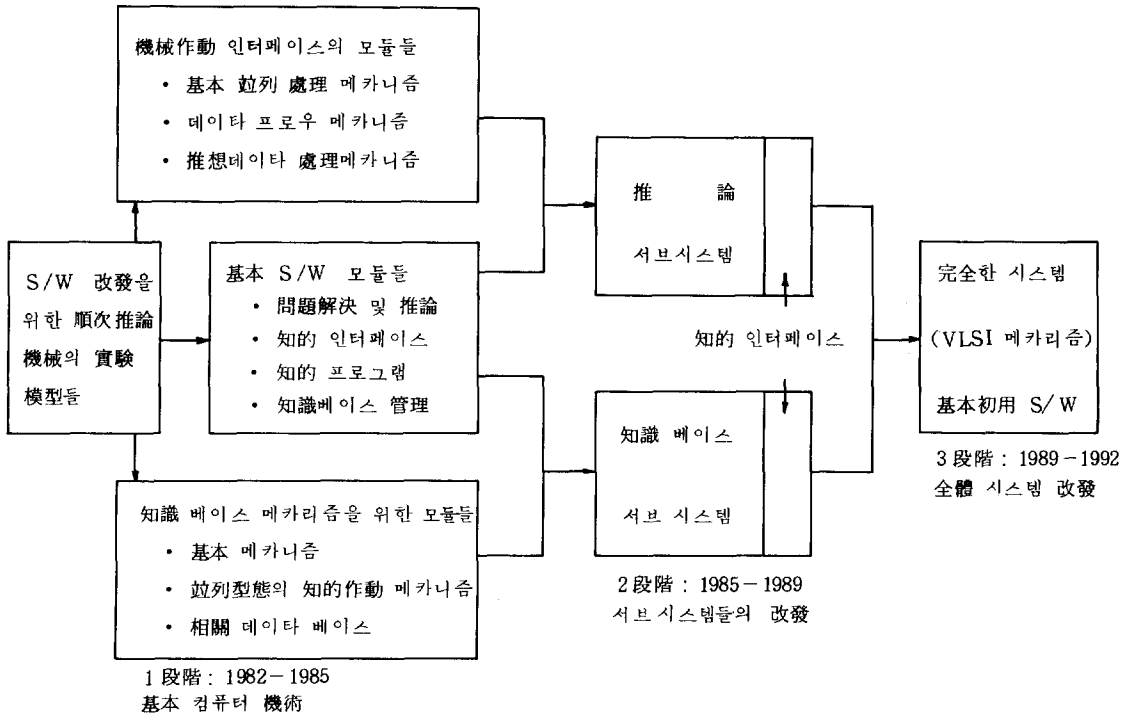 機械作動 인터페이스의 모듈들
• 基本 並列 處理 메카니즘
• 데이타 프로우 메카니즘
• 推想데이타 處理메카니즘
S/W 改發을
위한 順次推論
機械의 實驗
模型들
基本 S/W 모듈들
• 問題解決 및 推論
• 知的 인터페이스
• 知的 프로그램
• 知識베이스 管理
知識 베이스 메카리즘을 위한 모듈들
• 基本 메카니즘
• 並列型態의 知的作動 메카니즘
• 相關 데이타 베이스
1段階 : 1982-1985
基本 컴퓨터 機術
推 論
서브시스템
知的 인터페이스
知識 베이스
서브 시스템
2段階 : 1985-1989
서브시스템들의 改發
完全한 시스템
(VLSI 메카리즘)
基本初用 S/W
3段階 : 1989-1992
全體 시스템 改發